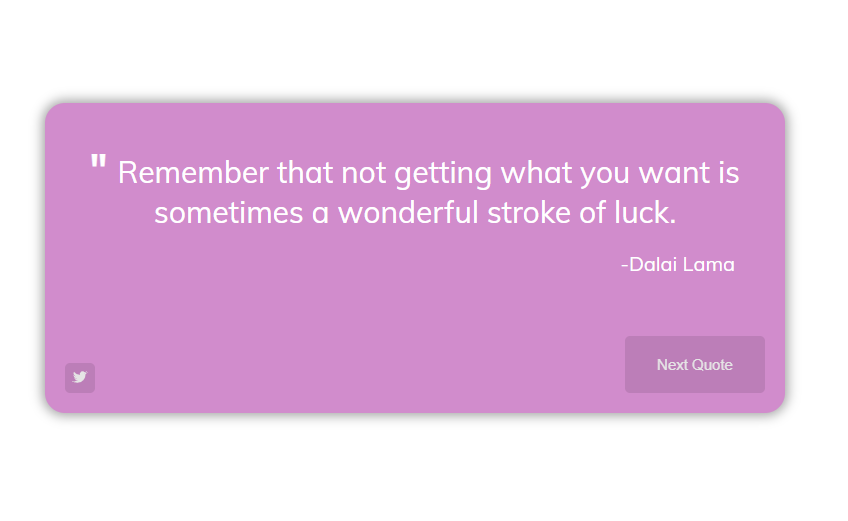 " Remember that not getting what you want is
sometimes a wonderful stroke of luck.
-Dalai Lama
Next Quote